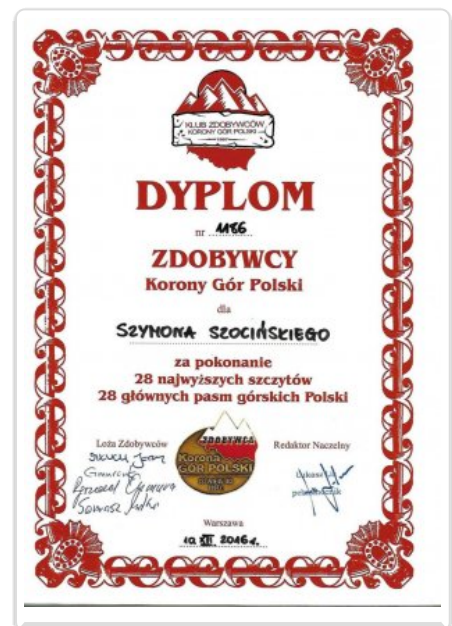 KLUB ZDOBYWCÓW
KORONY GÓR POLSKI
DYPLOM
nr 1186
ZDOBYWCY
Korony Gór Polski
dla
SZYMONA SZOCIŃSKIEGO
za pokonanie
28 najwyższych szczytów
28 głównych pasm górskich Polski
Loża Zdobywców
Redaktor Naczelny
ZDOBYWCA
Korona
GÓR POLSKI
Warszawa
10 XII 2016 r.